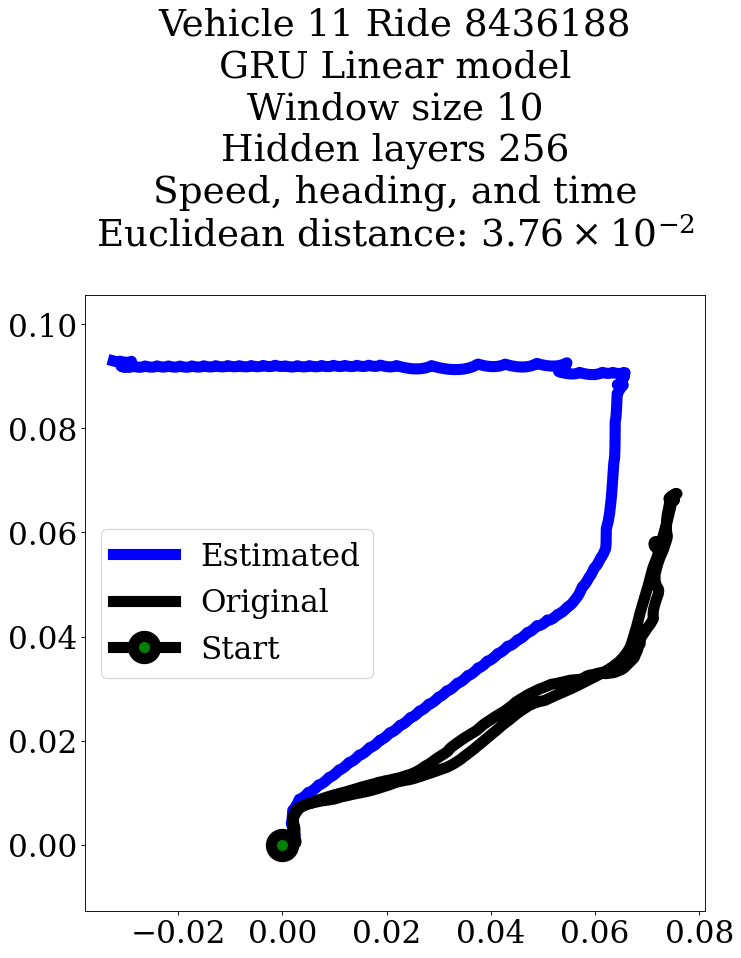 Vehicle 11 Ride 8436188
GRU Linear model
Window size 10
Hidden layers 256
Speed, heading, and time
Euclidean distance: 3.76 × 10⁻²
0.10
0.08
0.06
0.04
0.02
0.00
Estimated
Original
Start
−0.02 0.00 0.02 0.04 0.06 0.08